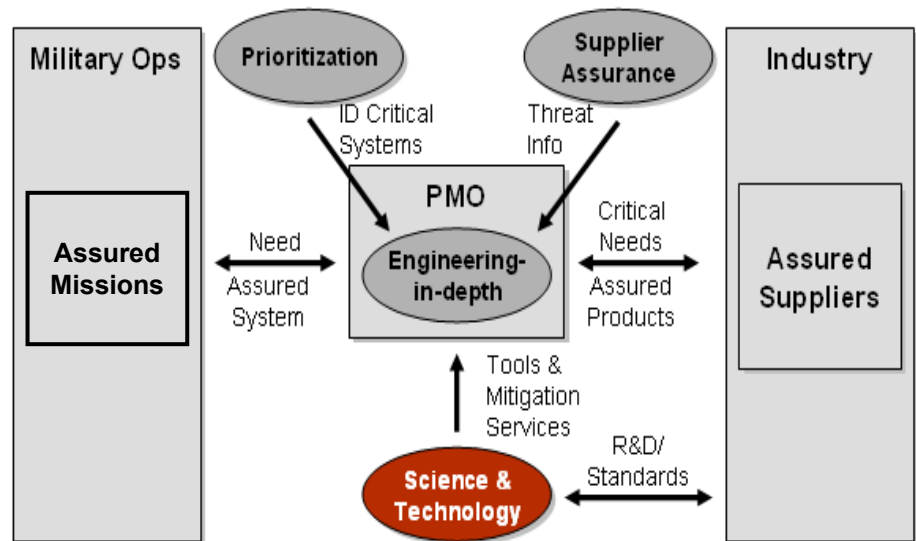 Military Ops
Prioritization
Supplier
Assurance
Industry
ID Critical
Systems
Threat
Info
PMO
Assured
Missions
Need
Assured
System
Engineering-
in-depth
Critical
Needs
Assured
Products
Assured
Suppliers
Tools &
Mitigation
Services
Science &
Technology
R&D/
Standards